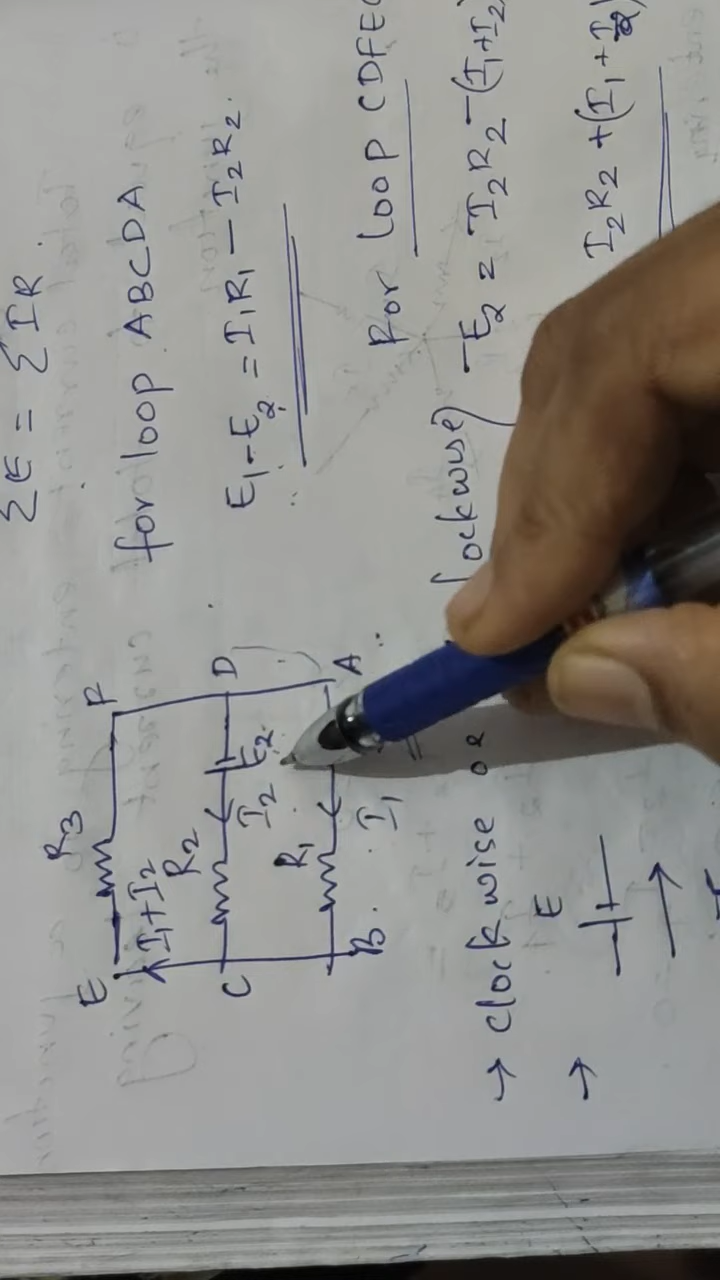 ΣE = ΣIR.
for loop ABCDA
E₁-E₂ = I₁R₁ - I₂R₂.
For loop CDFEC
-E₂ = -I₂R₂ -(I₁+I₂)
I₂R₂ + (I₁+I₂)
E
R₃
F
I₁+I₂
R₂
C
I₂
E₂
D
R₁
B
I₁
A
→ clockwise or
E
→